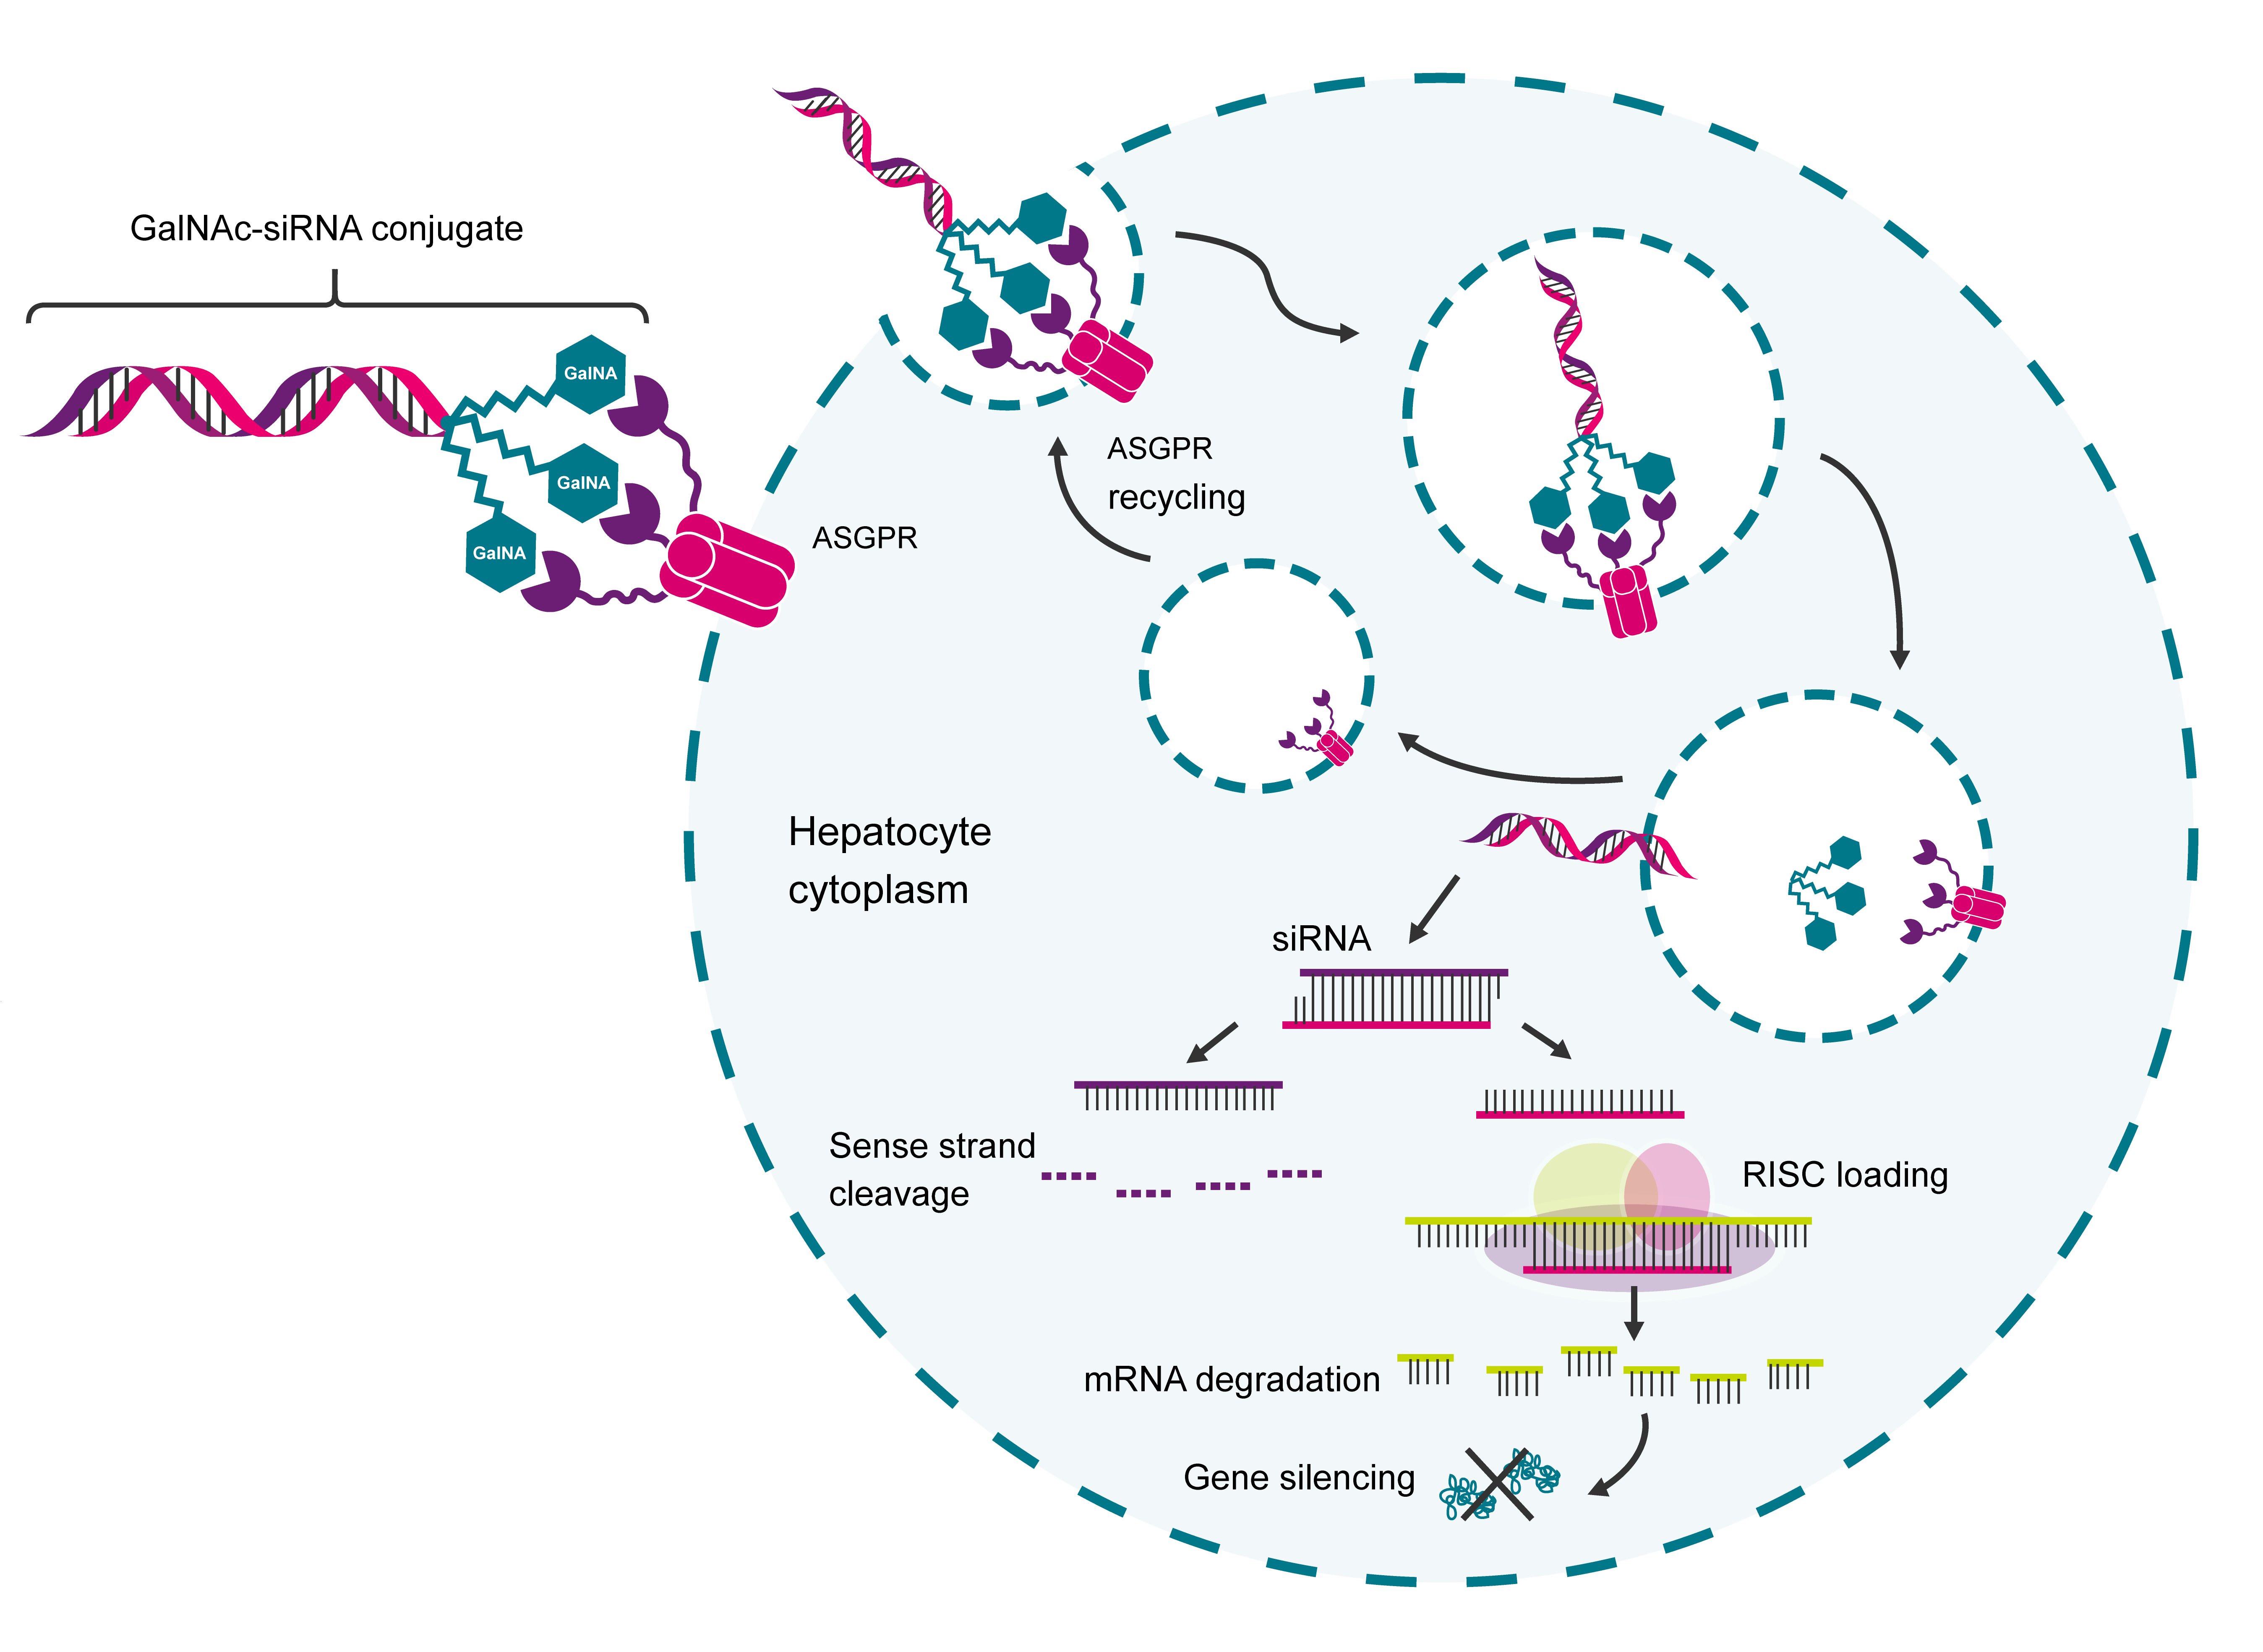 GalNAc-siRNA conjugate
GalNA
GalNA
GalNA
ASGPR
ASGPR
recycling
Hepatocyte
cytoplasm
siRNA
Sense strand
cleavage
RISC loading
mRNA degradation
Gene silencing